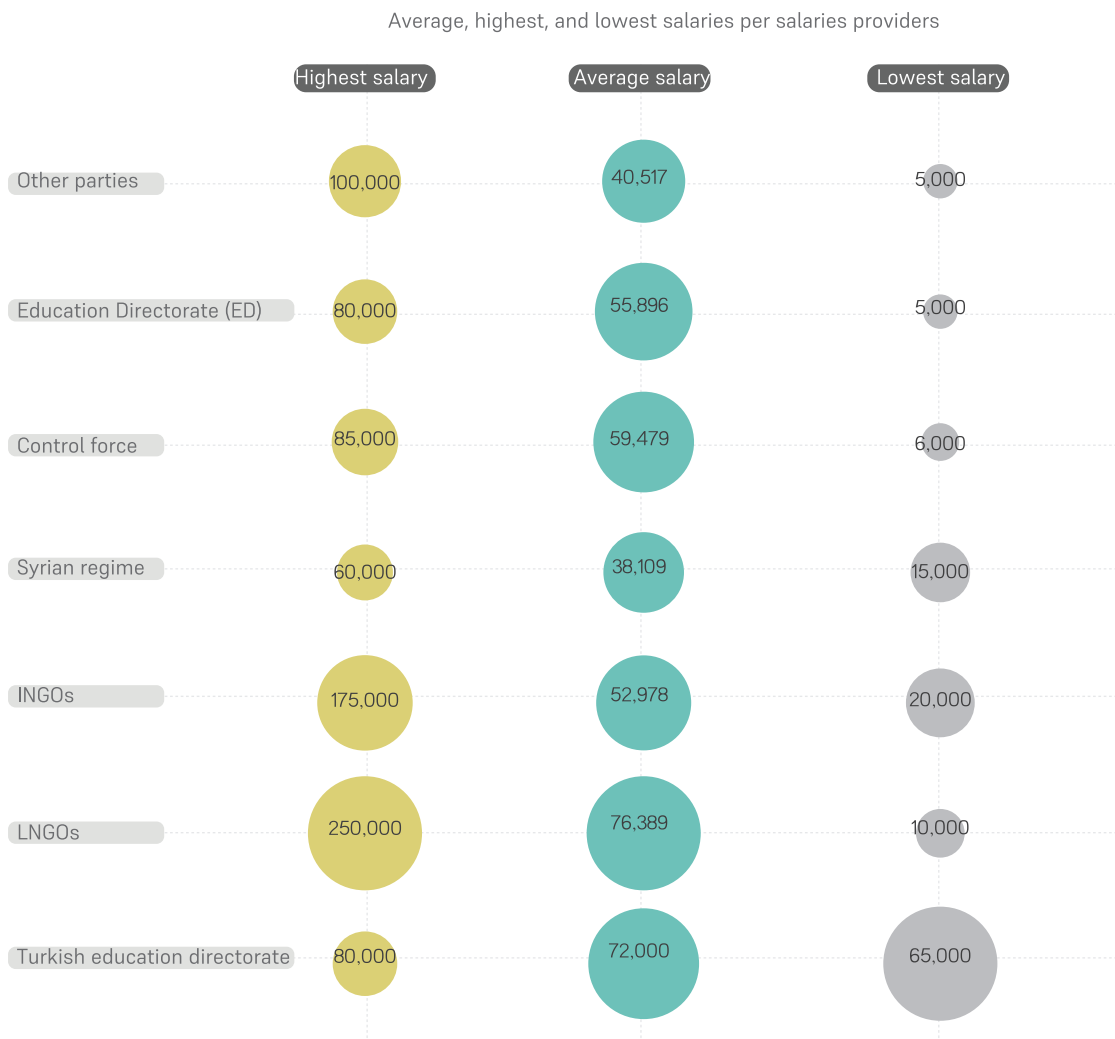 Average, highest, and lowest salaries per salaries providers
Highest salary Average salary Lowest salary
Other parties 100,000 40,517 5,000
Education Directorate (ED) 80,000 55,896 5,000
Control force 85,000 59,479 6,000
Syrian regime 60,000 38,109 15,000
INGOs 175,000 52,978 20,000
LNGOs 250,000 76,389 10,000
Turkish education directorate 80,000 72,000 65,000